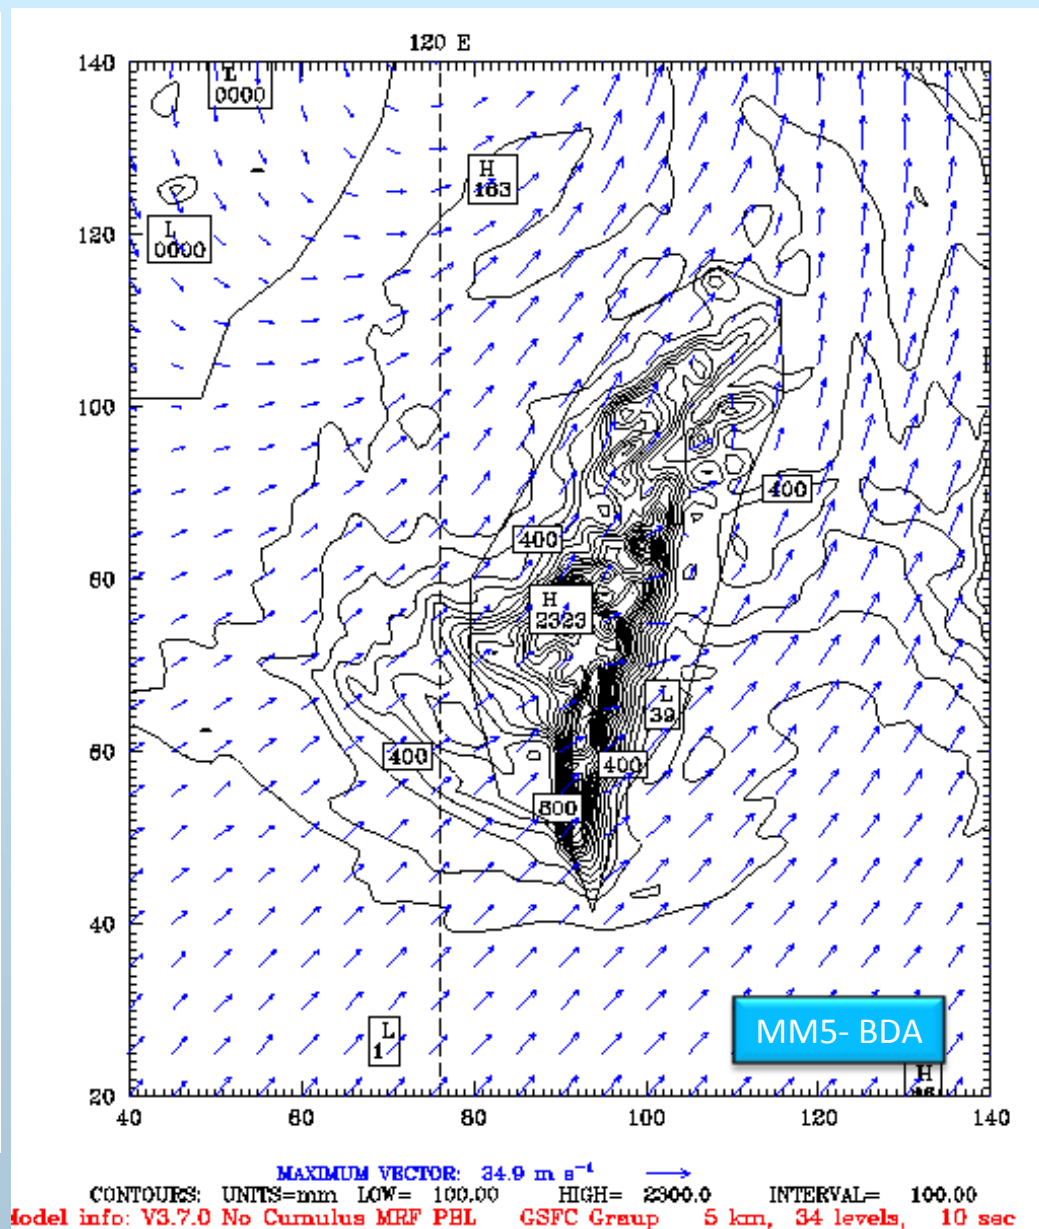 120 E
140
L
0000
H
163
L
0000
120
100
400
400
80
H
2323
L
39
60
400
400
800
40
L
1
MM5- BDA
H
20
40 60 80 100 120 140
MAXIMUM VECTOR: 34.9 m s⁻¹
CONTOURS: UNITS=mm LOW= 100.00 HIGH= 2300.0 INTERVAL= 100.00
Model info: V3.7.0 No Cumulus MRF PBL GSFC Graup 5 km, 34 levels, 10 sec